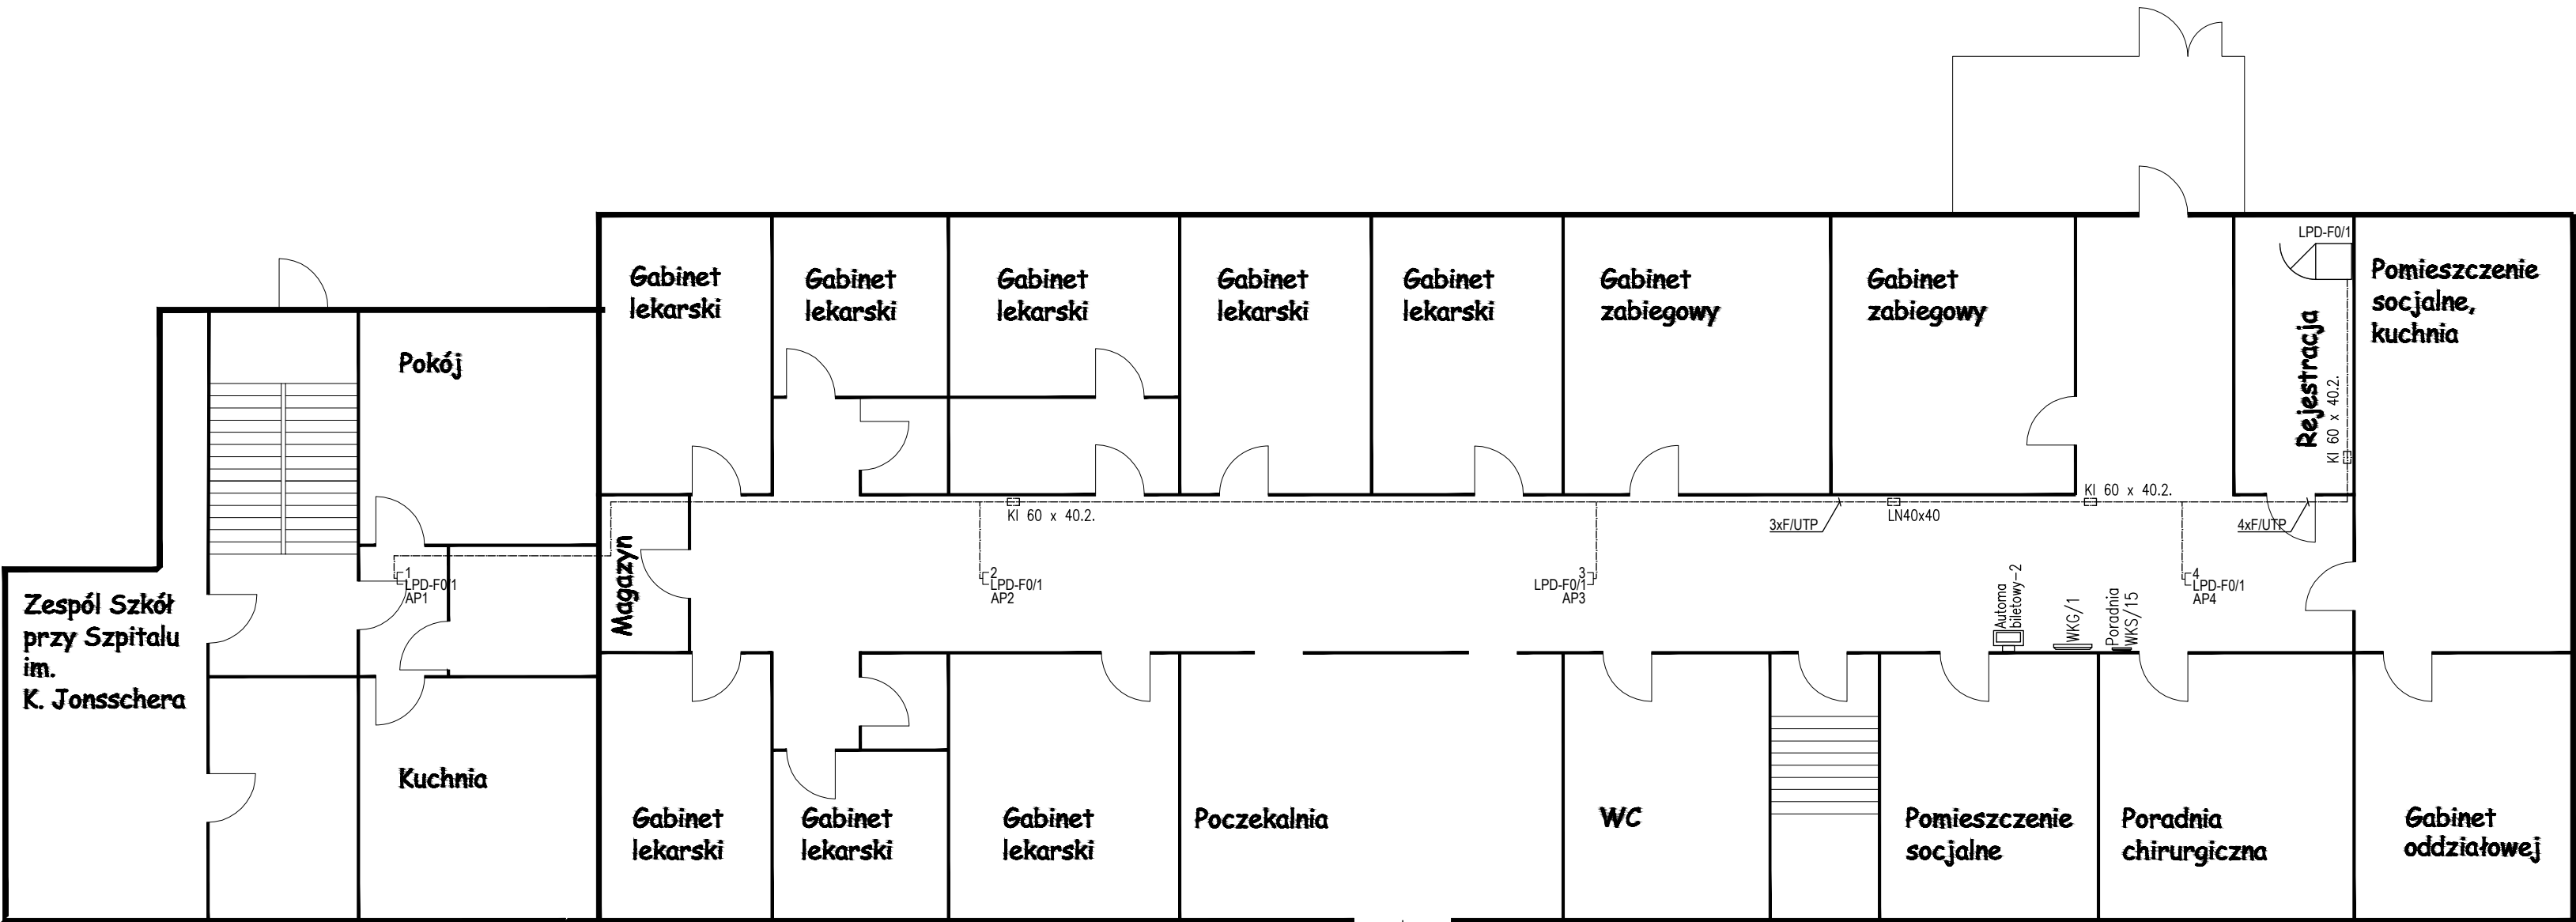 LPD-F0/1
Gabinet
lekarski
Gabinet
lekarski
Gabinet
lekarski
Gabinet
lekarski
Gabinet
lekarski
Gabinet
zabiegowy
Gabinet
zabiegowy
Rejestracja
KI 60 x 40.2.
Pomieszczenie
socjalne,
kuchnia
Pokój
KI 60 x 40.2.
3xF/UTP
LN40x40
KI 60 x 40.2.
4xF/UTP
Magazyn
1
LPD-F0/1
AP1
2
LPD-F0/1
AP2
3
LPD-F0/1
AP3
4
LPD-F0/1
AP4
Automa
biletowy-2
WKG/1
Poradnia
WKS/15
Zespól Szkół
przy Szpitalu
im.
K. Jonsschera
Kuchnia
Gabinet
lekarski
Gabinet
lekarski
Gabinet
lekarski
Poczekalnia
WC
Pomieszczenie
socjalne
Poradnia
chirurgiczna
Gabinet
oddziałowej